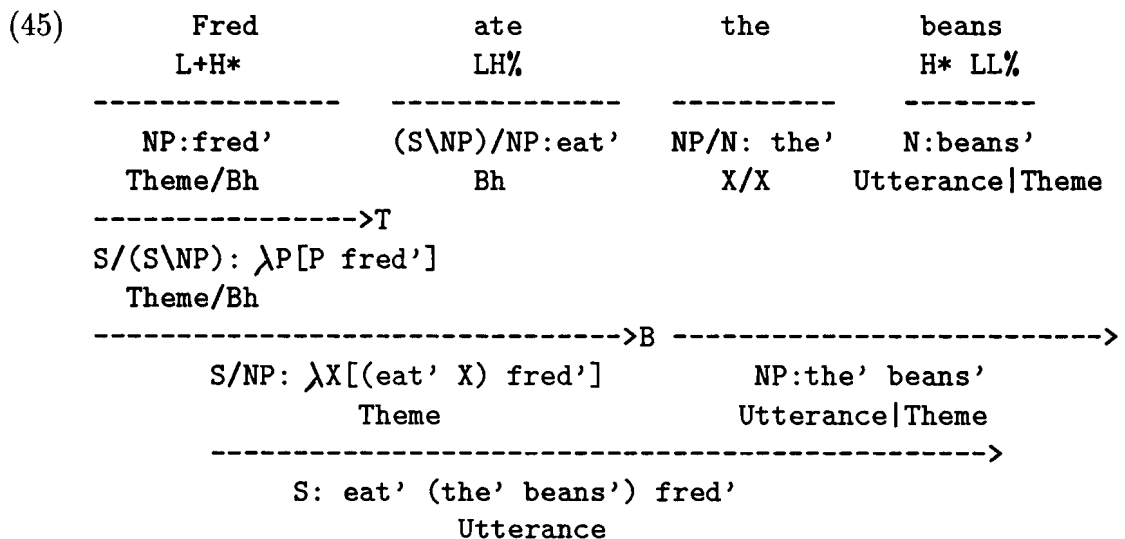 (45) Fred ate the beans
L+H* LH% H* LL%
---------------- -------------- ---------- --------
NP:fred' (S\NP)/NP:eat' NP/N: the' N:beans'
Theme/Bh Bh X/X Utterance|Theme
---------------->T
S/(S\NP): λP[P fred']
Theme/Bh
-------------------------------->B --------------------------->
S/NP: λX[(eat' X) fred'] NP:the' beans'
Theme Utterance|Theme
----------------------------------------------->
S: eat' (the' beans') fred'
Utterance